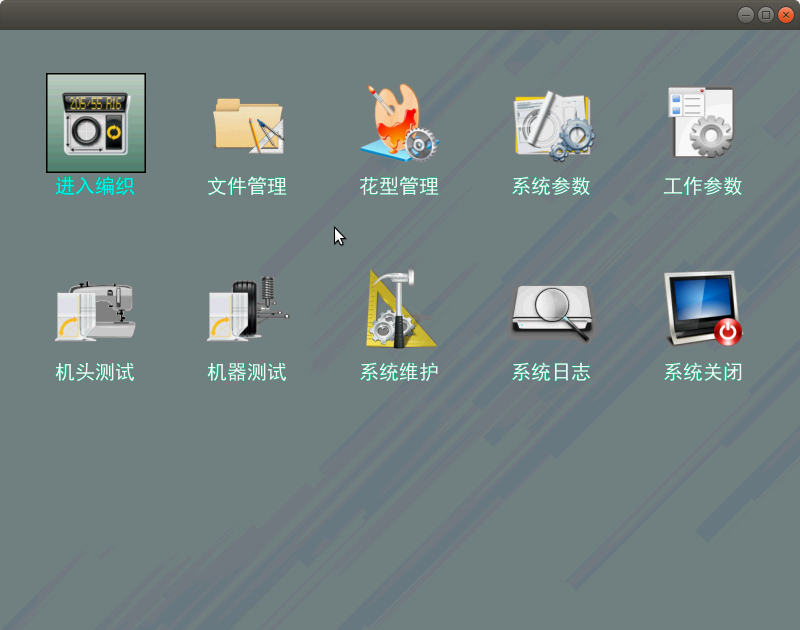 205/55 R16
进入编织
文件管理
花型管理
系统参数
工作参数
机头测试
机器测试
系统维护
系统日志
系统关闭